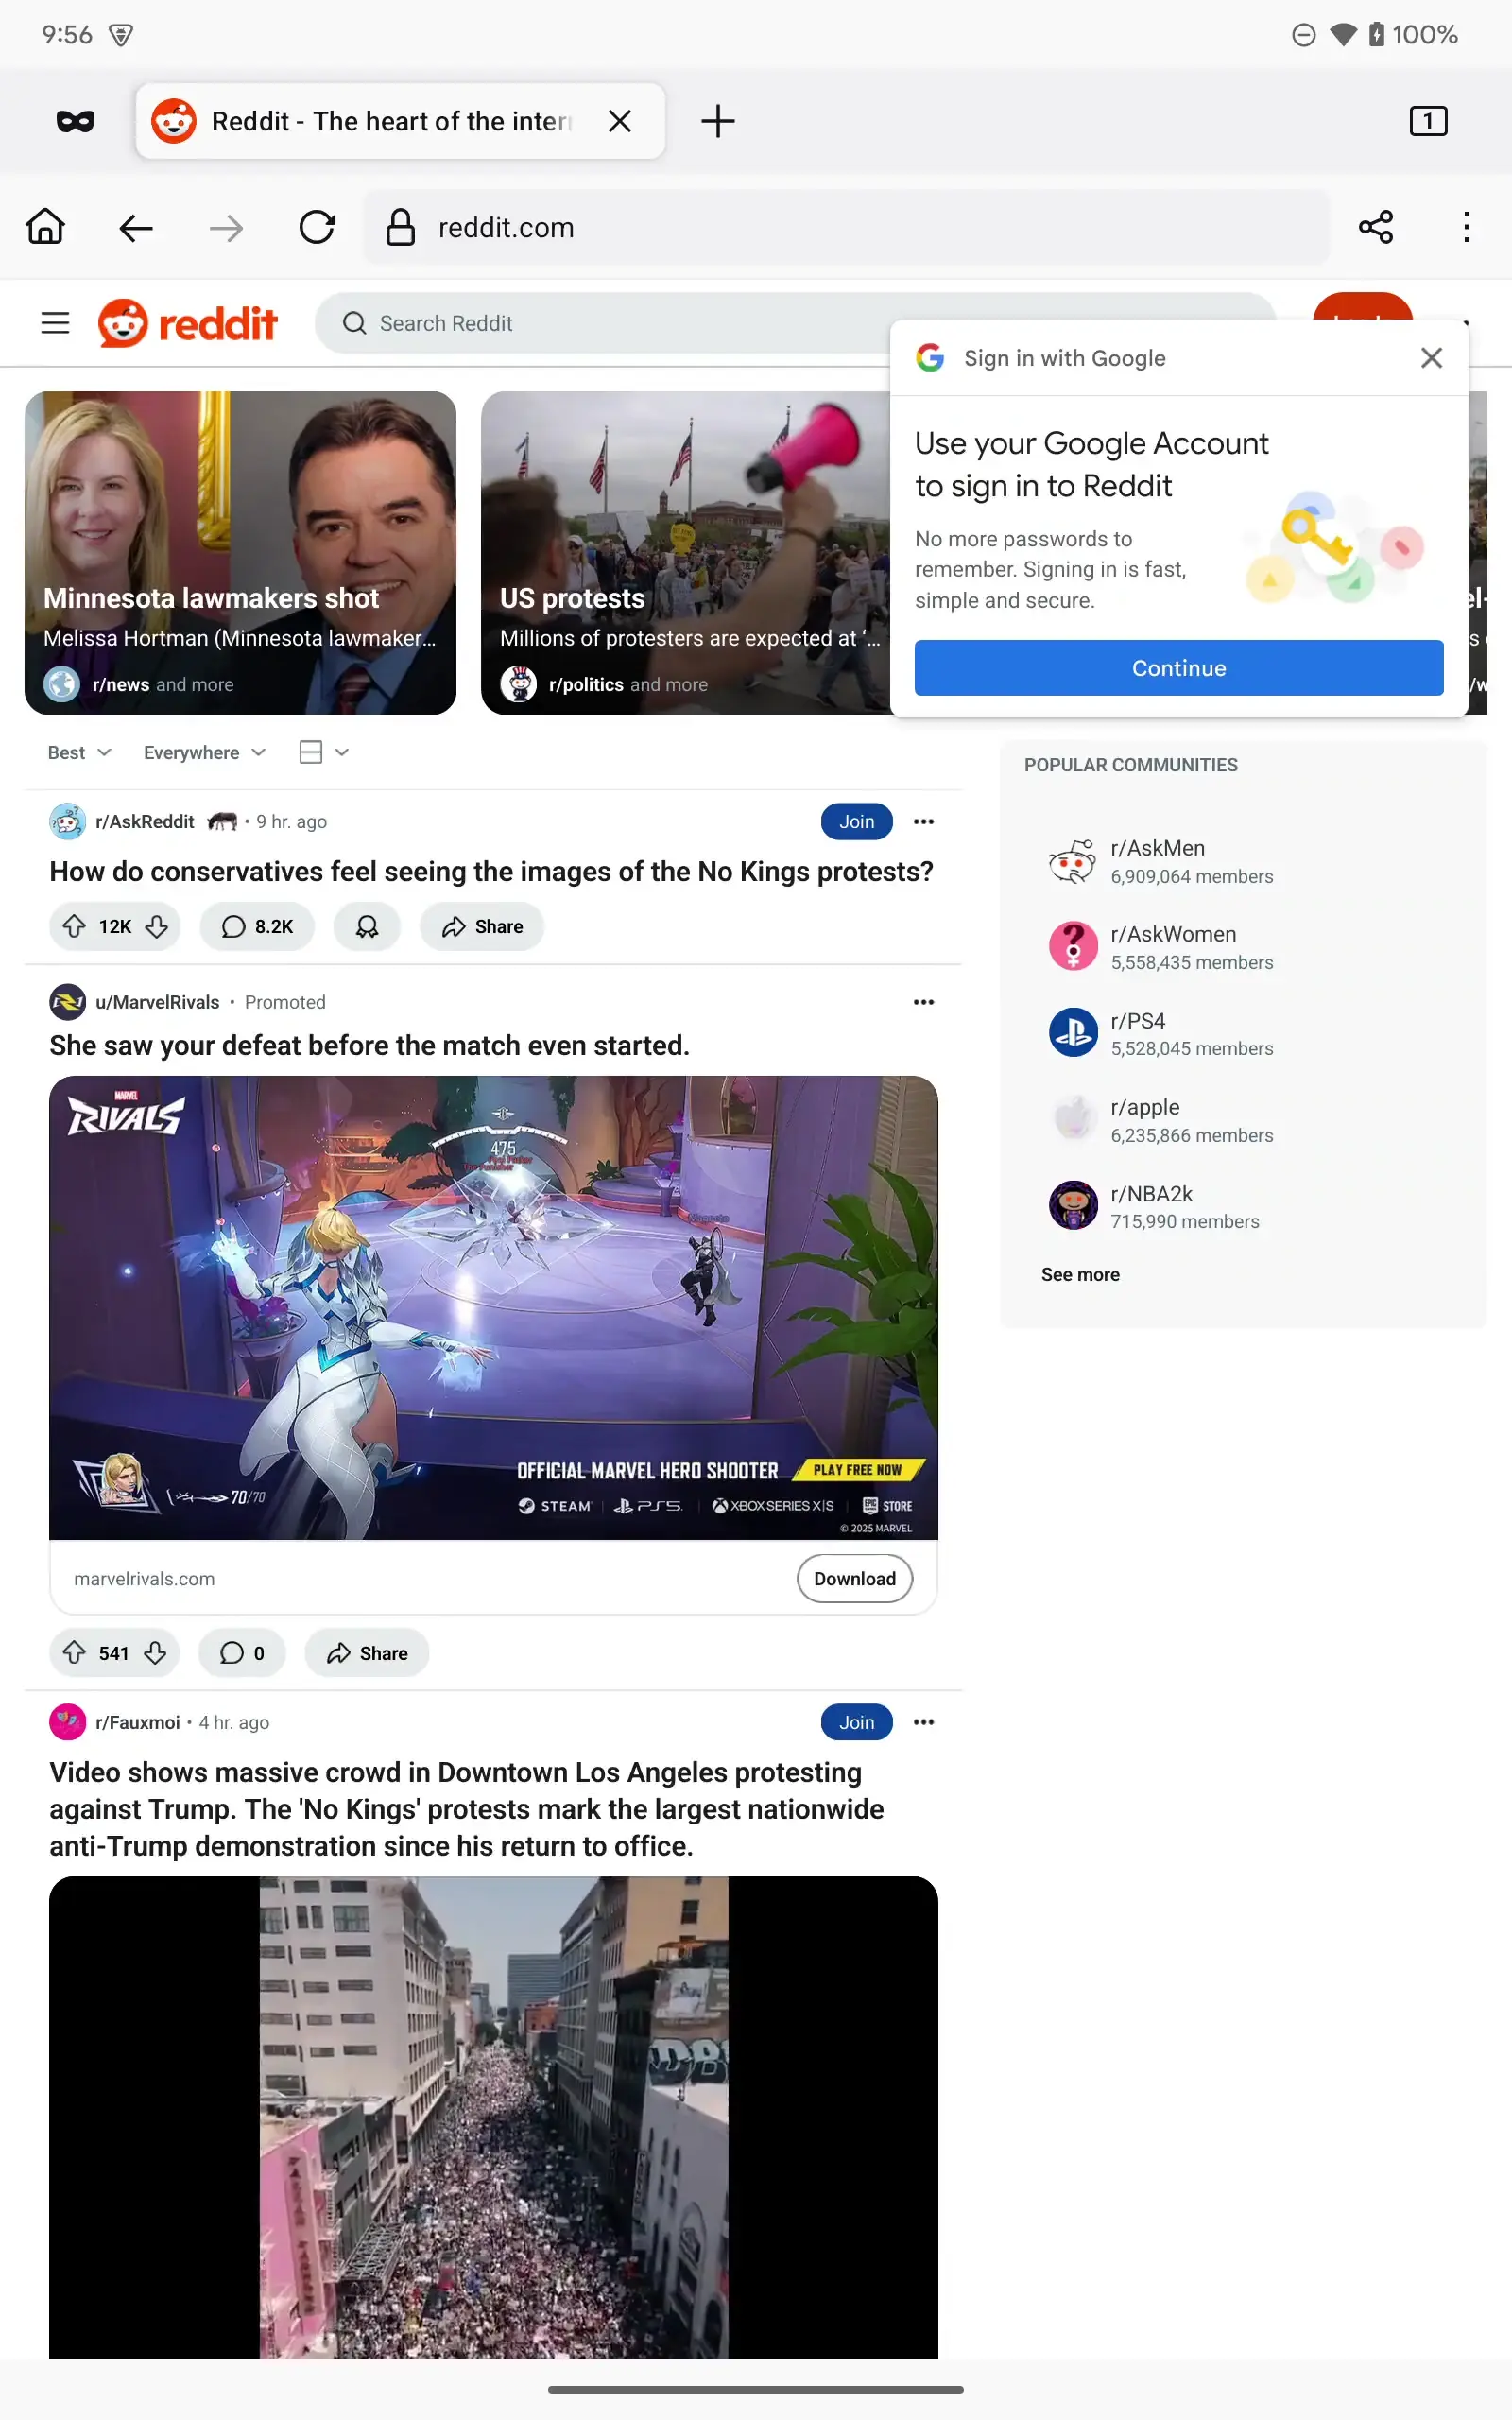 9:56
100%
Reddit - The heart of the inter
1
reddit.com
reddit
Search Reddit
Sign in with Google
Use your Google Account
to sign in to Reddit
No more passwords to
remember. Signing in is fast,
simple and secure.
Continue
Minnesota lawmakers shot
Melissa Hortman (Minnesota lawmaker...
r/news and more
US protests
Millions of protesters are expected at ‘...
r/politics and more
Best
Everywhere
r/AskReddit • 9 hr. ago
Join
How do conservatives feel seeing the images of the No Kings protests?
12K
8.2K
Share
u/MarvelRivals • Promoted
She saw your defeat before the match even started.
MARVEL
RIVALS
475
70/70
OFFICIAL MARVEL HERO SHOOTER
PLAY FREE NOW
STEAM
PS5
XBOX SERIES X|S
EPIC
STORE
© 2025 MARVEL
marvelrivals.com
Download
541
0
Share
r/Fauxmoi • 4 hr. ago
Join
Video shows massive crowd in Downtown Los Angeles protesting
against Trump. The 'No Kings' protests mark the largest nationwide
anti-Trump demonstration since his return to office.
POPULAR COMMUNITIES
r/AskMen
6,909,064 members
r/AskWomen
5,558,435 members
r/PS4
5,528,045 members
r/apple
6,235,866 members
r/NBA2k
715,990 members
See more